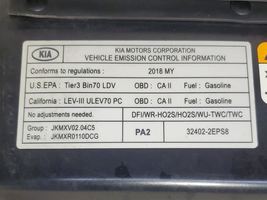 KIA
KIA MOTORS CORPORATION
VEHICLE EMISSION CONTROL INFORMATION
Conforms to regulations : 2018 MY
U.S.EPA : Tier3 Bin70 LDV OBD : CA II Fuel : Gasoline
California : LEV-III ULEV70 PC OBD : CA II Fuel : Gasoline
No adjustments needed. DFI/WR-HO2S/HO2S/WU-TWC/TWC
Group : JKMXV02.04C5
Evap : JKMXR0110DCG
PA2 32402-2EPS8